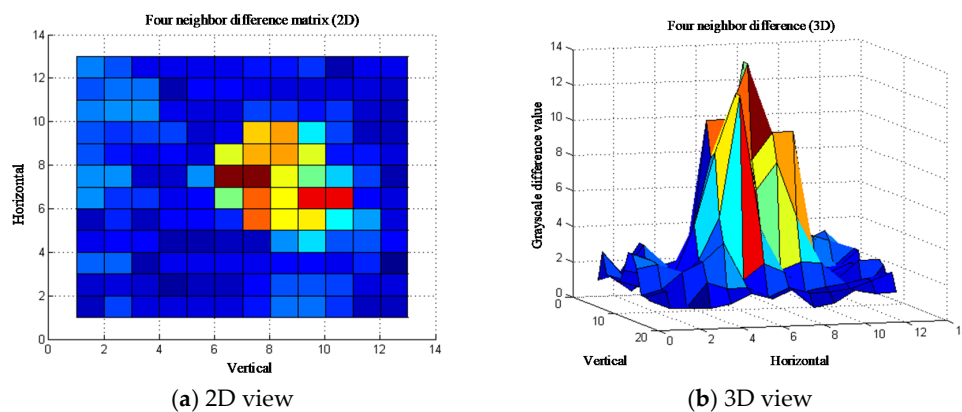 Four neighbor difference matrix (2D)
14
12
10
8
6
4
2
0
Horizontal
0 2 4 6 8 10 12 14
Vertical
(a) 2D view
Four neighbor difference (3D)
14
12
10
8
6
4
2
0
Grayscale difference value
0
10
20
Vertical
0 2 4 6 8 10 12 1
Horizontal
(b) 3D view